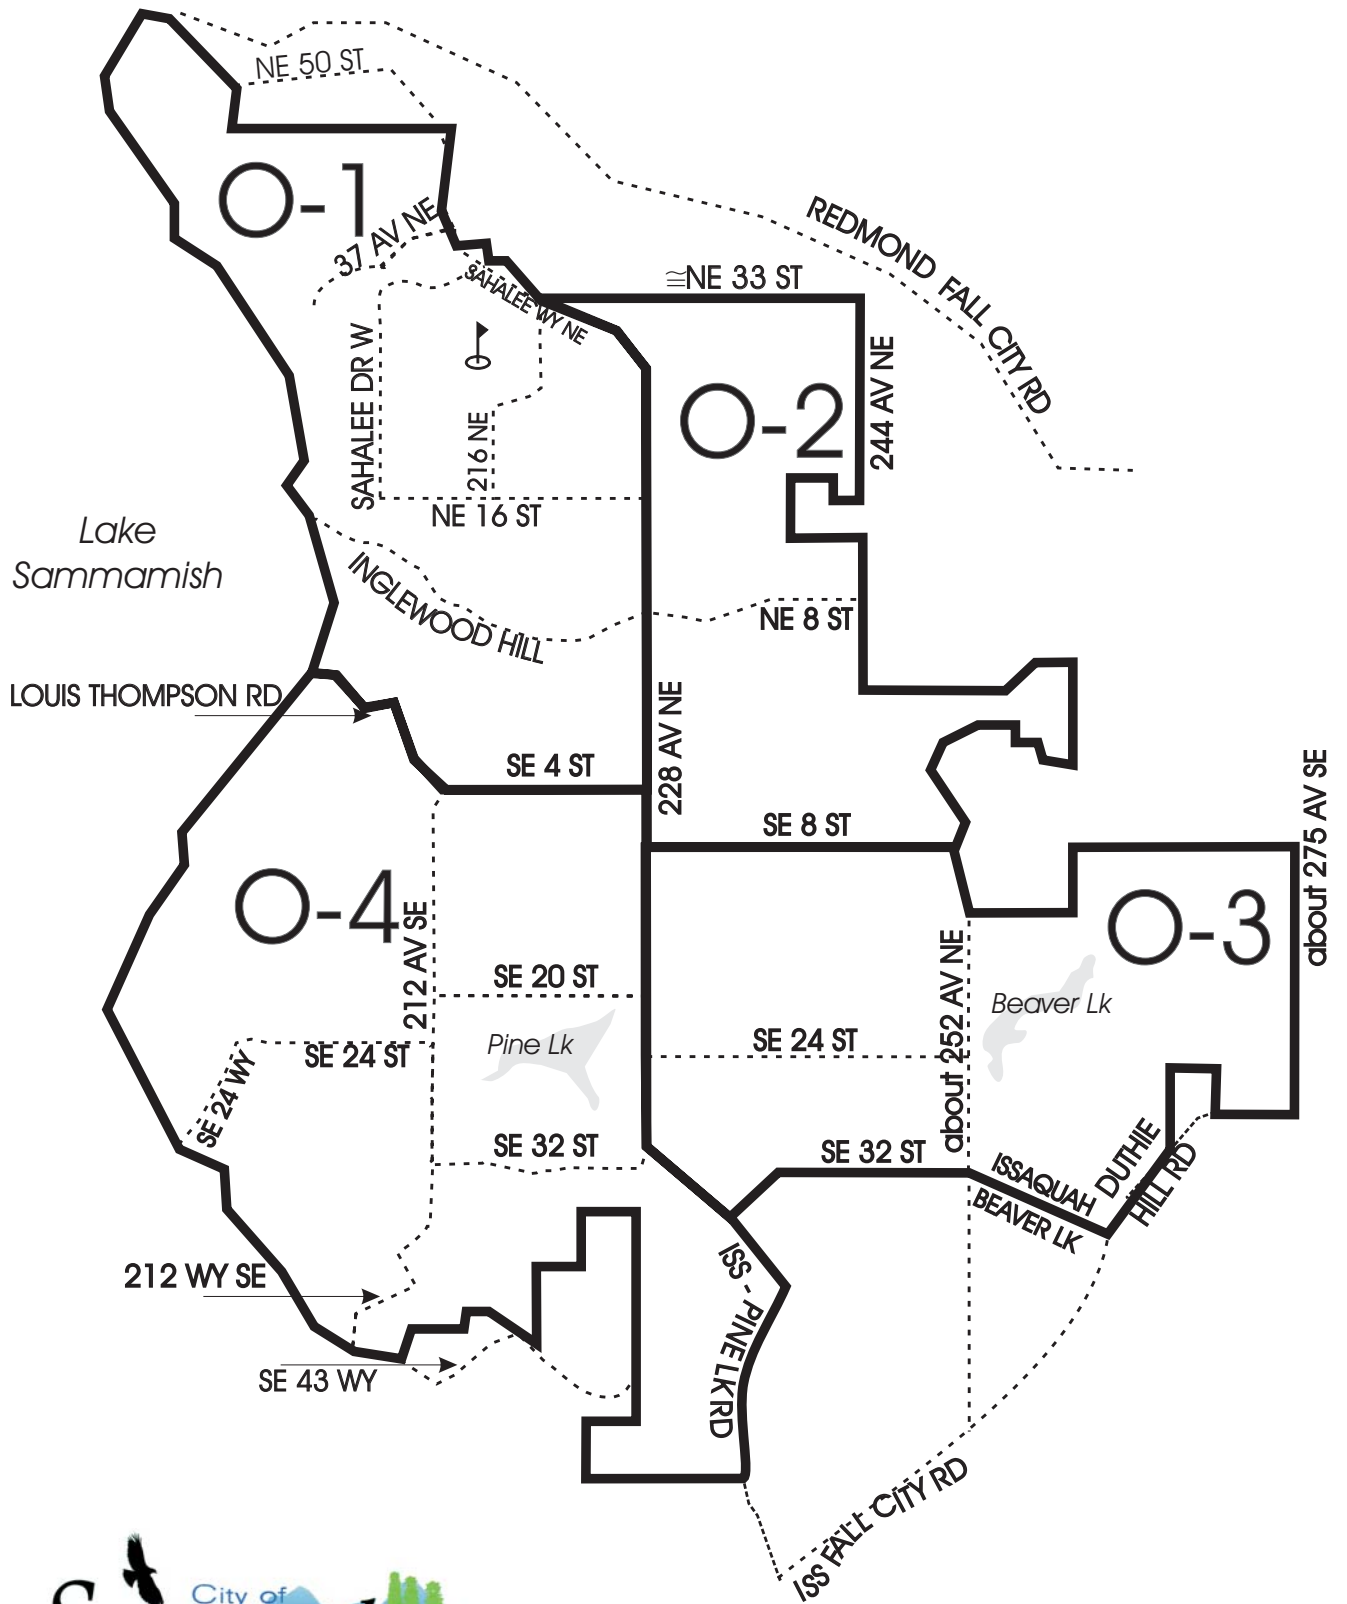 NE 50 ST
O-1
REDMOND FALL CITY RD
37 AV NE
SAHALEE WY NE
≅NE 33 ST
SAHALEE DR W
216 NE
O-2
244 AV NE
NE 16 ST
Lake
Sammamish
INGLEWOOD HILL
NE 8 ST
LOUIS THOMPSON RD
228 AV NE
SE 4 ST
SE 8 ST
about 275 AV SE
O-4
212 AV SE
O-3
SE 20 ST
about 252 AV NE
Beaver Lk
Pine Lk
SE 24 ST
SE 24 ST
SE 24 WY
SE 32 ST
SE 32 ST
ISSAQUAH
BEAVER LK
DUTHIE
HILL RD
212 WY SE
ISS - PINE LK RD
SE 43 WY
ISS FALL CITY RD
City of